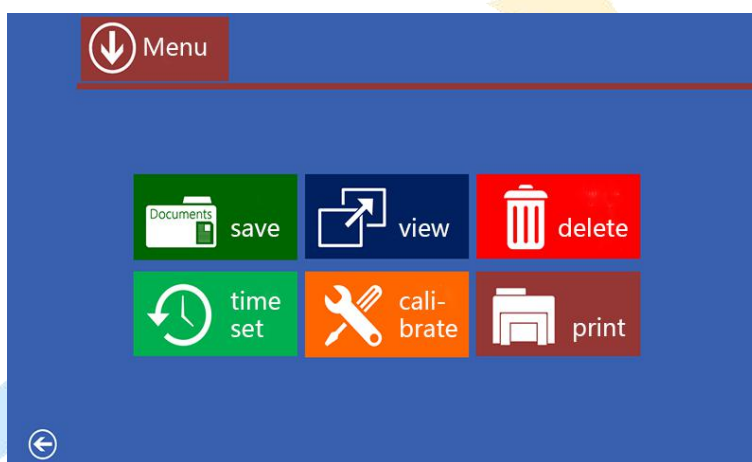 Menu
Documents
save
view
delete
time
set
cali-
brate
print